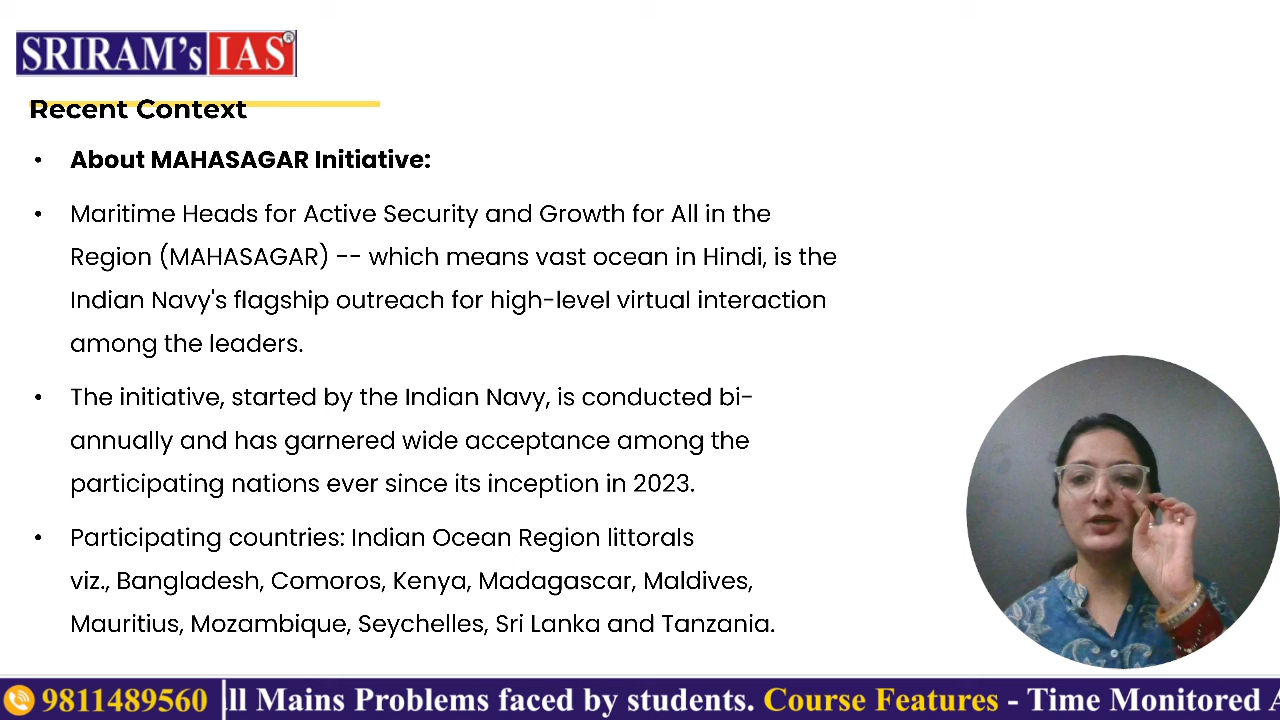 SRIRAM's IAS®
Recent Context
• About MAHASAGAR Initiative:
• Maritime Heads for Active Security and Growth for All in the
Region (MAHASAGAR) -- which means vast ocean in Hindi, is the
Indian Navy's flagship outreach for high-level virtual interaction
among the leaders.
• The initiative, started by the Indian Navy, is conducted bi-
annually and has garnered wide acceptance among the
participating nations ever since its inception in 2023.
• Participating countries: Indian Ocean Region littorals
viz., Bangladesh, Comoros, Kenya, Madagascar, Maldives,
Mauritius, Mozambique, Seychelles, Sri Lanka and Tanzania.
9811489560 ll Mains Problems faced by students. Course Features - Time Monitored A